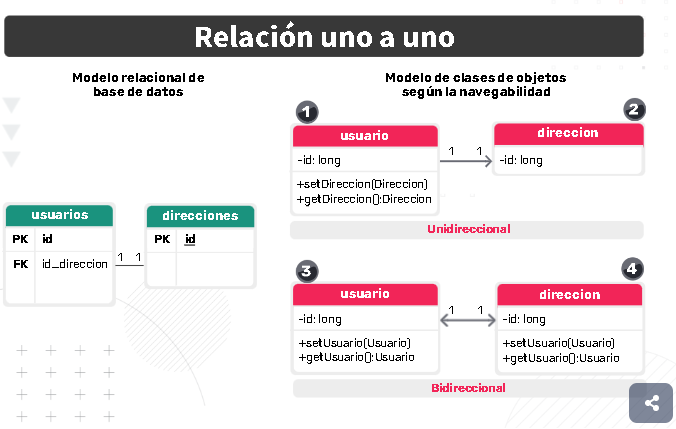 Relación uno a uno
Modelo relacional de
base de datos
usuarios
PK id
FK id_direccion
1 1
direcciones
PK id
Modelo de clases de objetos
según la navegabilidad
1
usuario
-id: long
+setDireccion(Direccion)
+getDireccion():Direccion
1 1
2
direccion
-id: long
Unidireccional
3
usuario
-id: long
+setUsuario(Usuario)
+getUsuario():Usuario
1 1
4
direccion
-id: long
+setUsuario(Usuario)
+getUsuario():Usuario
Bidireccional